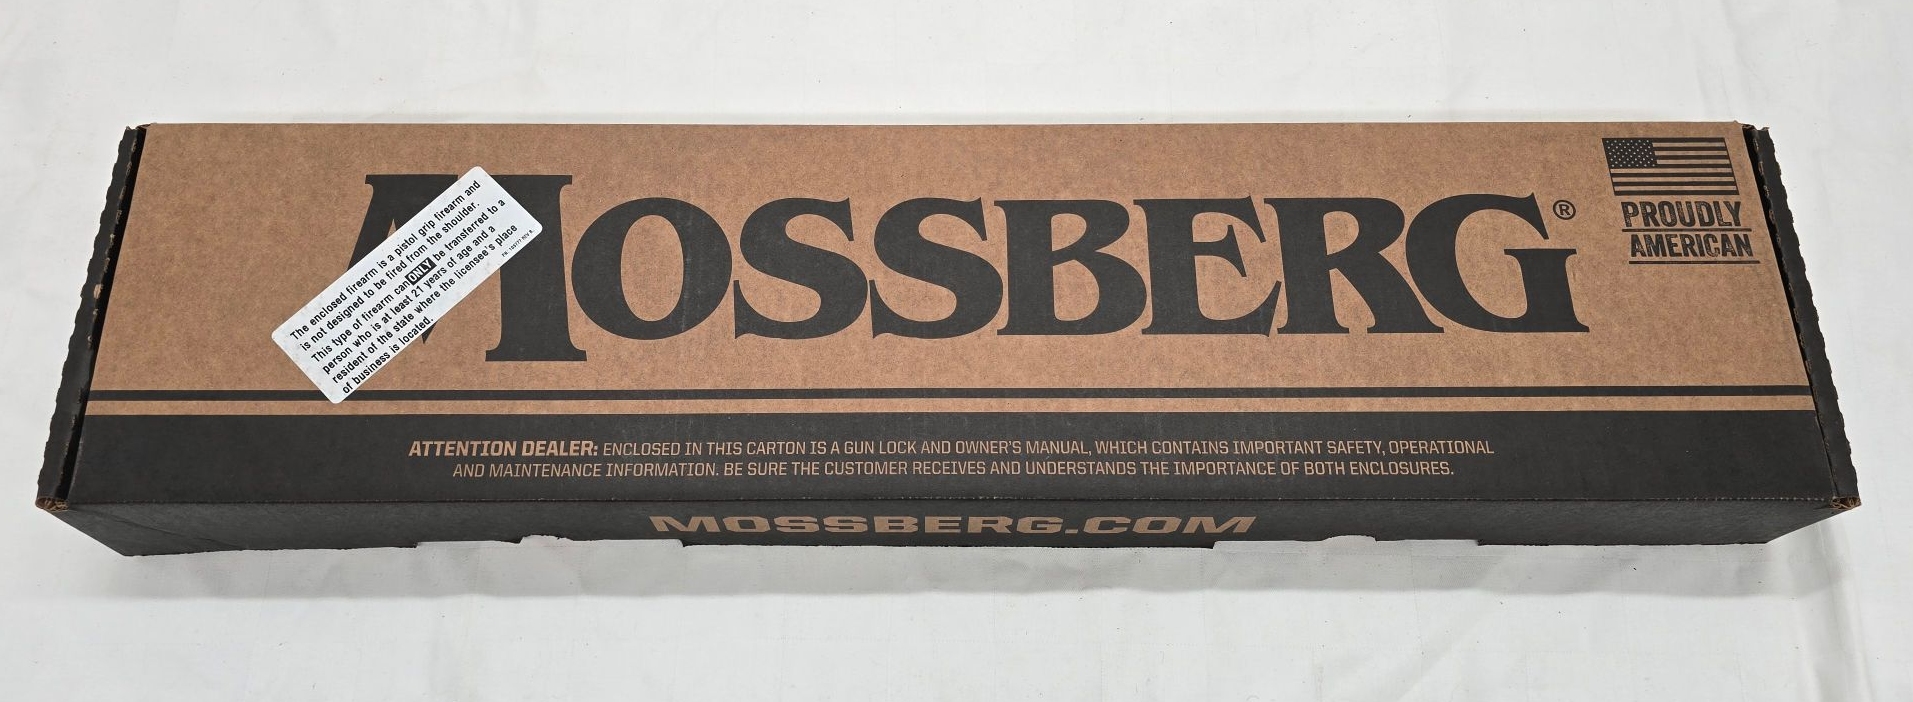 MOSSBERG®
PROUDLY
AMERICAN
The enclosed firearm is a pistol grip firearm and
is not designed to be fired from the shoulder.
This type of firearm can ONLY be transferred to a
person who is at least 21 years of age and a
resident of the state where the licensee's place
of business is located.
ATTENTION DEALER: ENCLOSED IN THIS CARTON IS A GUN LOCK AND OWNER'S MANUAL, WHICH CONTAINS IMPORTANT SAFETY, OPERATIONAL
AND MAINTENANCE INFORMATION. BE SURE THE CUSTOMER RECEIVES AND UNDERSTANDS THE IMPORTANCE OF BOTH ENCLOSURES.
MOSSBERG.COM